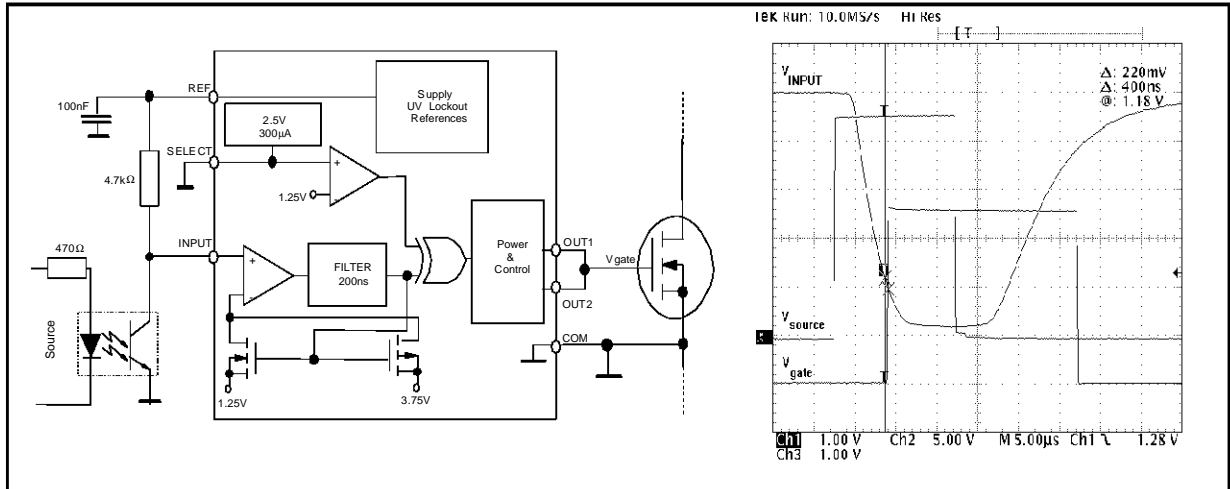 REF
100nF
Supply
UV Lockout
References
2.5V
300µA
SELECT
4.7kΩ
+
-
1.25V
INPUT
470Ω
+
-
FILTER
200ns
Power
&
Control
OUT1
OUT2
Vgate
COM
Source
1.25V
3.75V
Tek Run: 10.0MS/s Hi Res
[ T ]
V INPUT
Δ: 220mV
Δ: 400ns
@: 1.18 V
V source
V gate
Ch1 1.00 V Ch2 5.00 V M 5.00µs Ch1 1.28 V
Ch3 1.00 V